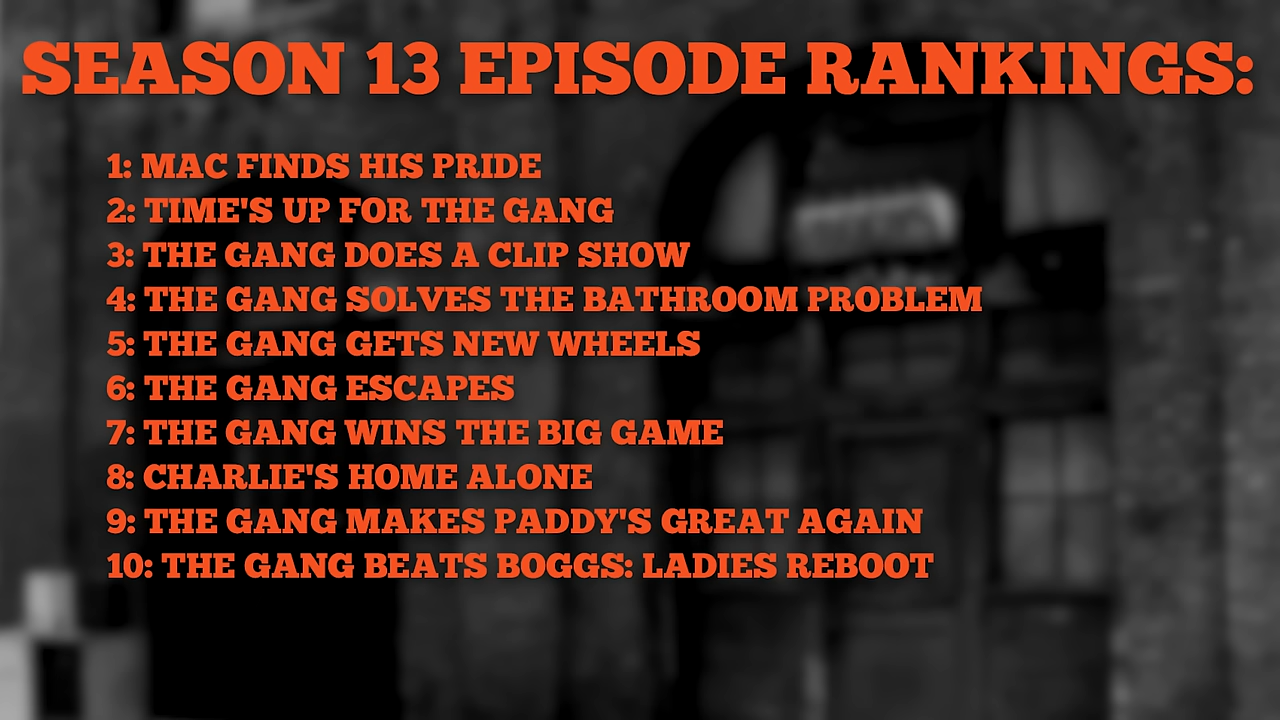 SEASON 13 EPISODE RANKINGS:
1: MAC FINDS HIS PRIDE
2: TIME'S UP FOR THE GANG
3: THE GANG DOES A CLIP SHOW
4: THE GANG SOLVES THE BATHROOM PROBLEM
5: THE GANG GETS NEW WHEELS
6: THE GANG ESCAPES
7: THE GANG WINS THE BIG GAME
8: CHARLIE'S HOME ALONE
9: THE GANG MAKES PADDY'S GREAT AGAIN
10: THE GANG BEATS BOGGS: LADIES REBOOT